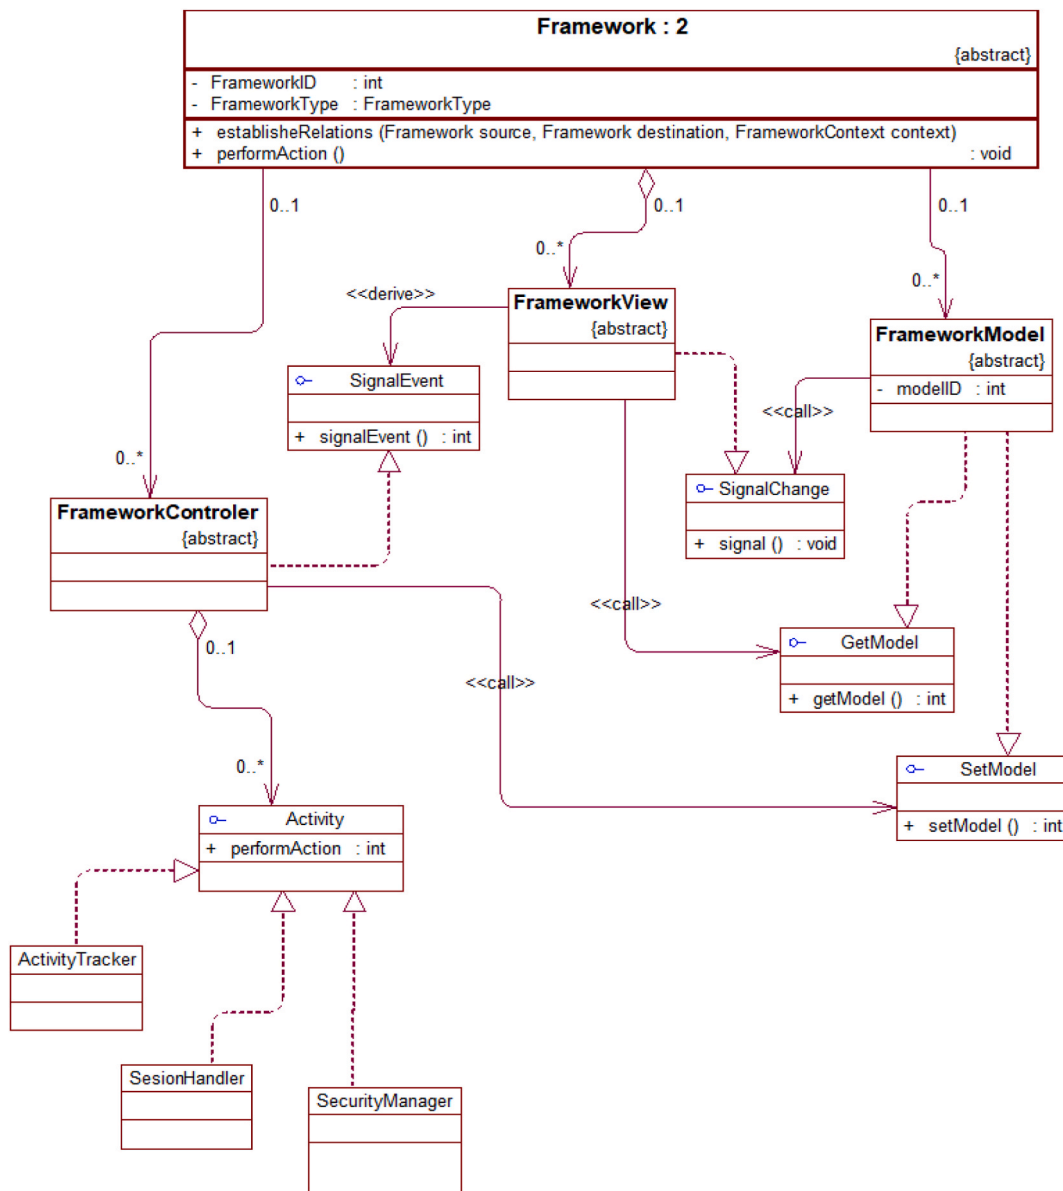 Framework : 2
{abstract}
- FrameworkID : int
- FrameworkType : FrameworkType
+ establisheRelations (Framework source, Framework destination, FrameworkContext context)
+ performAction () : void
0..1
0..1
0..1
0..*
0..*
<<derive>>
FrameworkView
{abstract}
FrameworkModel
{abstract}
- modelID : int
SignalEvent
+ signalEvent () : int
<<call>>
0..*
SignalChange
+ signal () : void
FrameworkControler
{abstract}
<<call>>
0..1
GetModel
+ getModel () : int
<<call>>
0..*
SetModel
+ setModel () : int
Activity
+ performAction : int
ActivityTracker
SesionHandler
SecurityManager